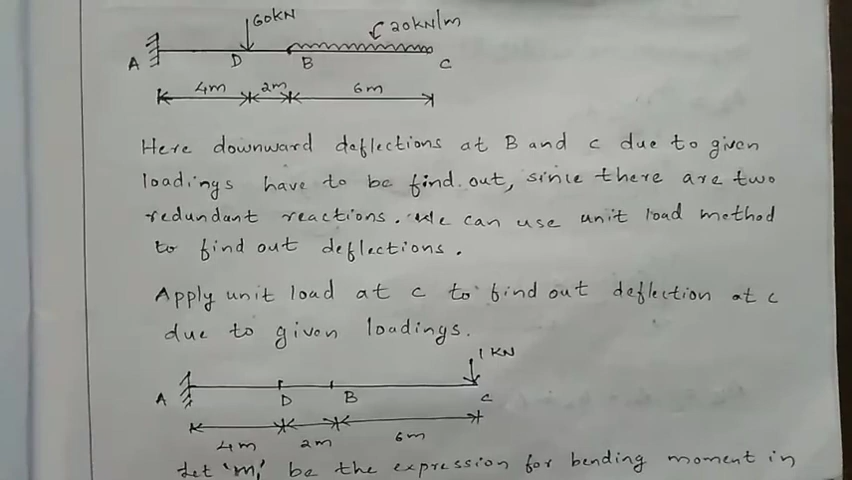 60KN
20KN/m
A D B C
4m 2m 6m
Here downward deflections at B and c due to given
loadings have to be find out, since there are two
redundant reactions. We can use unit load method
to find out deflections.
Apply unit load at c to find out deflection at c
due to given loadings.
1 KN
A D B C
4m 2m 6m
Let 'm₁' be the expression for bending moment in